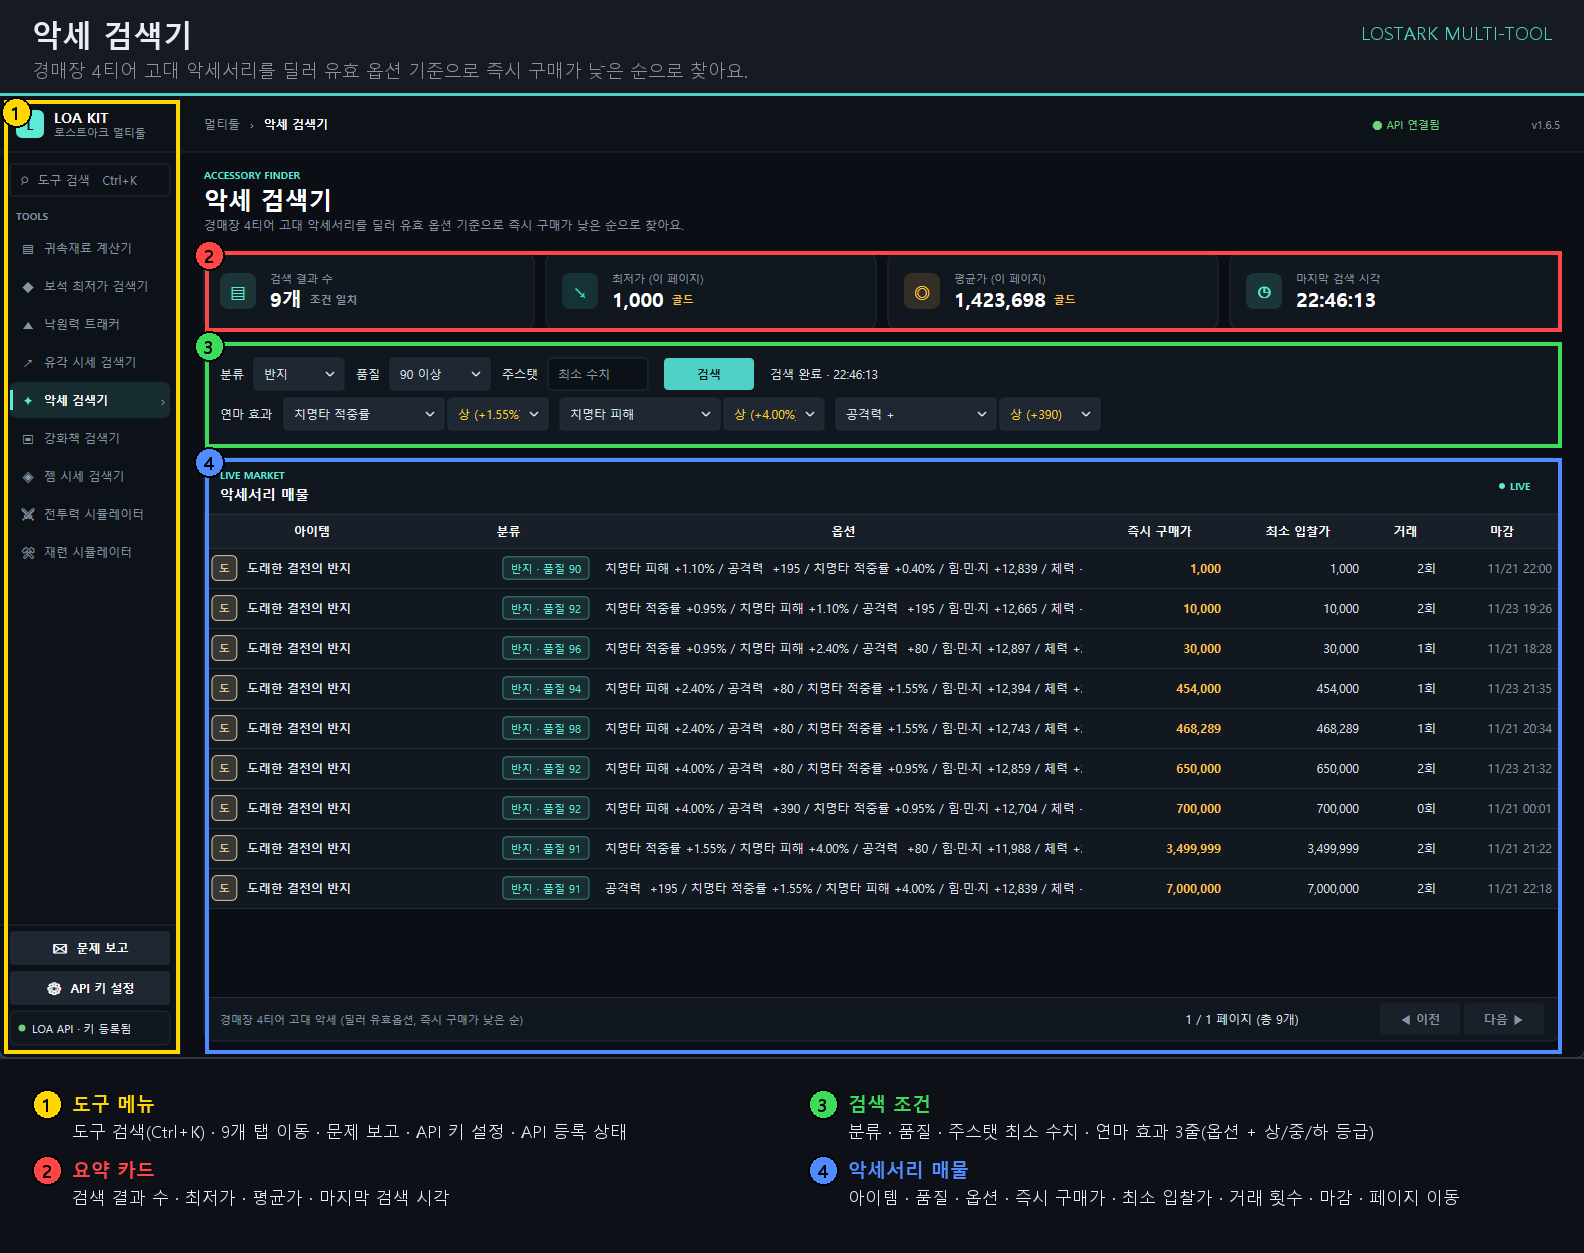 악세 검색기
LOSTARK MULTI-TOOL
경매장 4티어 고대 악세서리를 딜러 유효 옵션 기준으로 즉시 구매가 낮은 순으로 찾아요.
1
L
LOA KIT
로스트아크 멀티툴
멀티툴 › 악세 검색기
API 연결됨
v1.6.5
도구 검색 Ctrl+K
TOOLS
귀속재료 계산기
보석 최저가 검색기
낙원력 트래커
유각 시세 검색기
악세 검색기 ›
강화책 검색기
젬 시세 검색기
전투력 시뮬레이터
재련 시뮬레이터
문제 보고
API 키 설정
LOA API · 키 등록됨
ACCESSORY FINDER
악세 검색기
경매장 4티어 고대 악세서리를 딜러 유효 옵션 기준으로 즉시 구매가 낮은 순으로 찾아요.
2
검색 결과 수
9개 조건 일치
최저가 (이 페이지)
1,000 골드
평균가 (이 페이지)
1,423,698 골드
마지막 검색 시각
22:46:13
3
분류 반지 품질 90 이상 주스탯 최소 수치 검색 검색 완료 · 22:46:13
연마 효과 치명타 적중률 상 (+1.55%) 치명타 피해 상 (+4.00%) 공격력 + 상 (+390)
4
LIVE MARKET
악세서리 매물
LIVE
아이템 분류 옵션 즉시 구매가 최소 입찰가 거래 마감
도 도래한 결전의 반지 반지 · 품질 90 치명타 피해 +1.10% / 공격력 +195 / 치명타 적중률 +0.40% / 힘·민·지 +12,839 / 체력 1,000 1,000 2회 11/21 22:00
도 도래한 결전의 반지 반지 · 품질 92 치명타 적중률 +0.95% / 치명타 피해 +1.10% / 공격력 +195 / 힘·민·지 +12,665 / 체력 10,000 10,000 2회 11/23 19:26
도 도래한 결전의 반지 반지 · 품질 96 치명타 적중률 +0.95% / 치명타 피해 +2.40% / 공격력 +80 / 힘·민·지 +12,897 / 체력 30,000 30,000 1회 11/21 18:28
도 도래한 결전의 반지 반지 · 품질 94 치명타 피해 +2.40% / 공격력 +80 / 치명타 적중률 +1.55% / 힘·민·지 +12,394 / 체력 454,000 454,000 1회 11/23 21:35
도 도래한 결전의 반지 반지 · 품질 98 치명타 피해 +2.40% / 공격력 +80 / 치명타 적중률 +1.55% / 힘·민·지 +12,743 / 체력 468,289 468,289 1회 11/21 20:34
도 도래한 결전의 반지 반지 · 품질 92 치명타 피해 +4.00% / 공격력 +80 / 치명타 적중률 +0.95% / 힘·민·지 +12,859 / 체력 650,000 650,000 2회 11/23 21:32
도 도래한 결전의 반지 반지 · 품질 92 치명타 피해 +4.00% / 공격력 +390 / 치명타 적중률 +0.95% / 힘·민·지 +12,704 / 체력 700,000 700,000 0회 11/21 00:01
도 도래한 결전의 반지 반지 · 품질 91 치명타 적중률 +1.55% / 치명타 피해 +4.00% / 공격력 +80 / 힘·민·지 +11,988 / 체력 3,499,999 3,499,999 2회 11/21 21:22
도 도래한 결전의 반지 반지 · 품질 91 공격력 +195 / 치명타 적중률 +1.55% / 치명타 피해 +4.00% / 힘·민·지 +12,839 / 체력 7,000,000 7,000,000 2회 11/21 22:18
경매장 4티어 고대 악세 (딜러 유효옵션, 즉시 구매가 낮은 순) 1 / 1 페이지 (총 9개) ◀ 이전 다음 ▶
1 도구 메뉴
도구 검색(Ctrl+K) · 9개 탭 이동 · 문제 보고 · API 키 설정 · API 등록 상태
2 요약 카드
검색 결과 수 · 최저가 · 평균가 · 마지막 검색 시각
3 검색 조건
분류 · 품질 · 주스탯 최소 수치 · 연마 효과 3줄(옵션 + 상/중/하 등급)
4 악세서리 매물
아이템 · 품질 · 옵션 · 즉시 구매가 · 최소 입찰가 · 거래 횟수 · 마감 · 페이지 이동